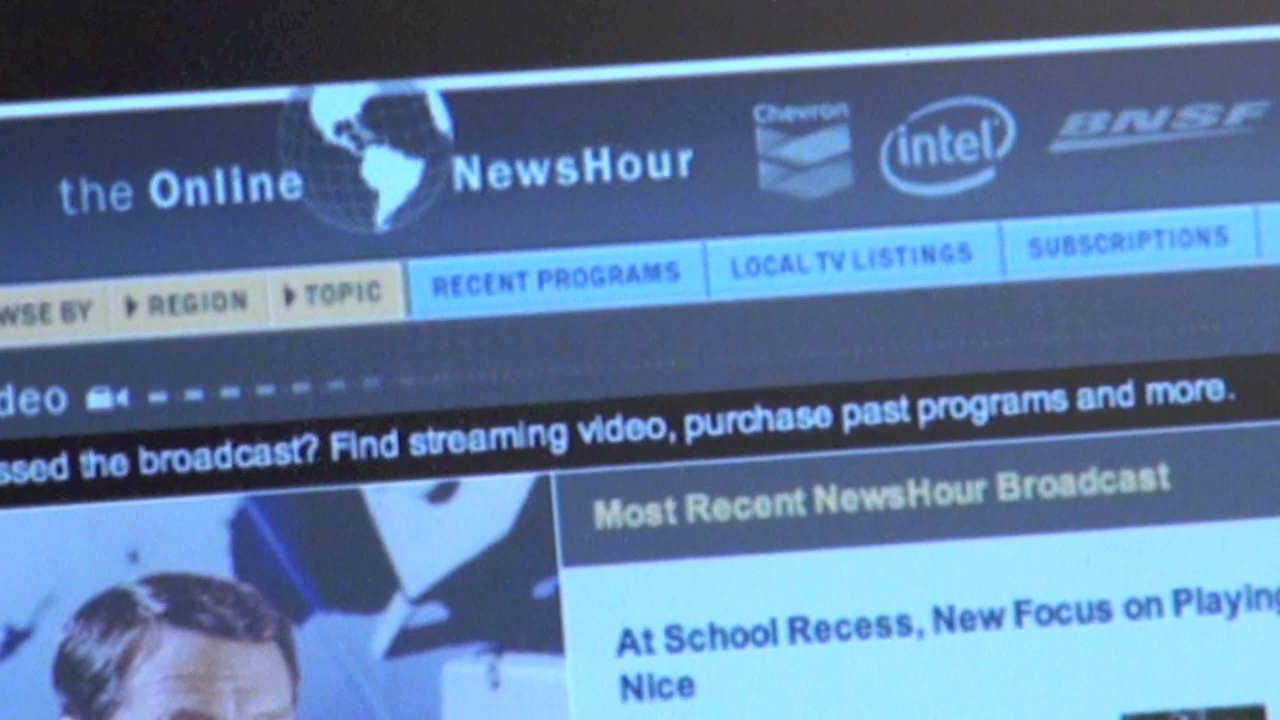 the Online NewsHour
Chevron
intel
BNSF
WSE BY
REGION
TOPIC
RECENT PROGRAMS
LOCAL TV LISTINGS
SUBSCRIPTIONS
deo
ssed the broadcast? Find streaming video, purchase past programs and more.
Most Recent NewsHour Broadcast
At School Recess, New Focus on Playing
Nice